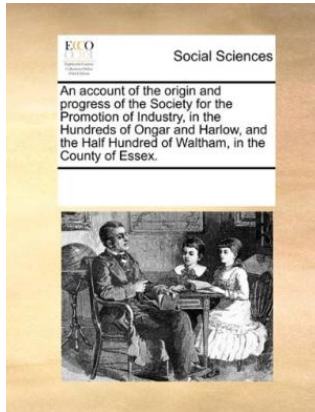 ECCO
Social Sciences
An account of the origin and
progress of the Society for the
Promotion of Industry, in the
Hundreds of Ongar and Harlow, and
the Half Hundred of Waltham, in the
County of Essex.